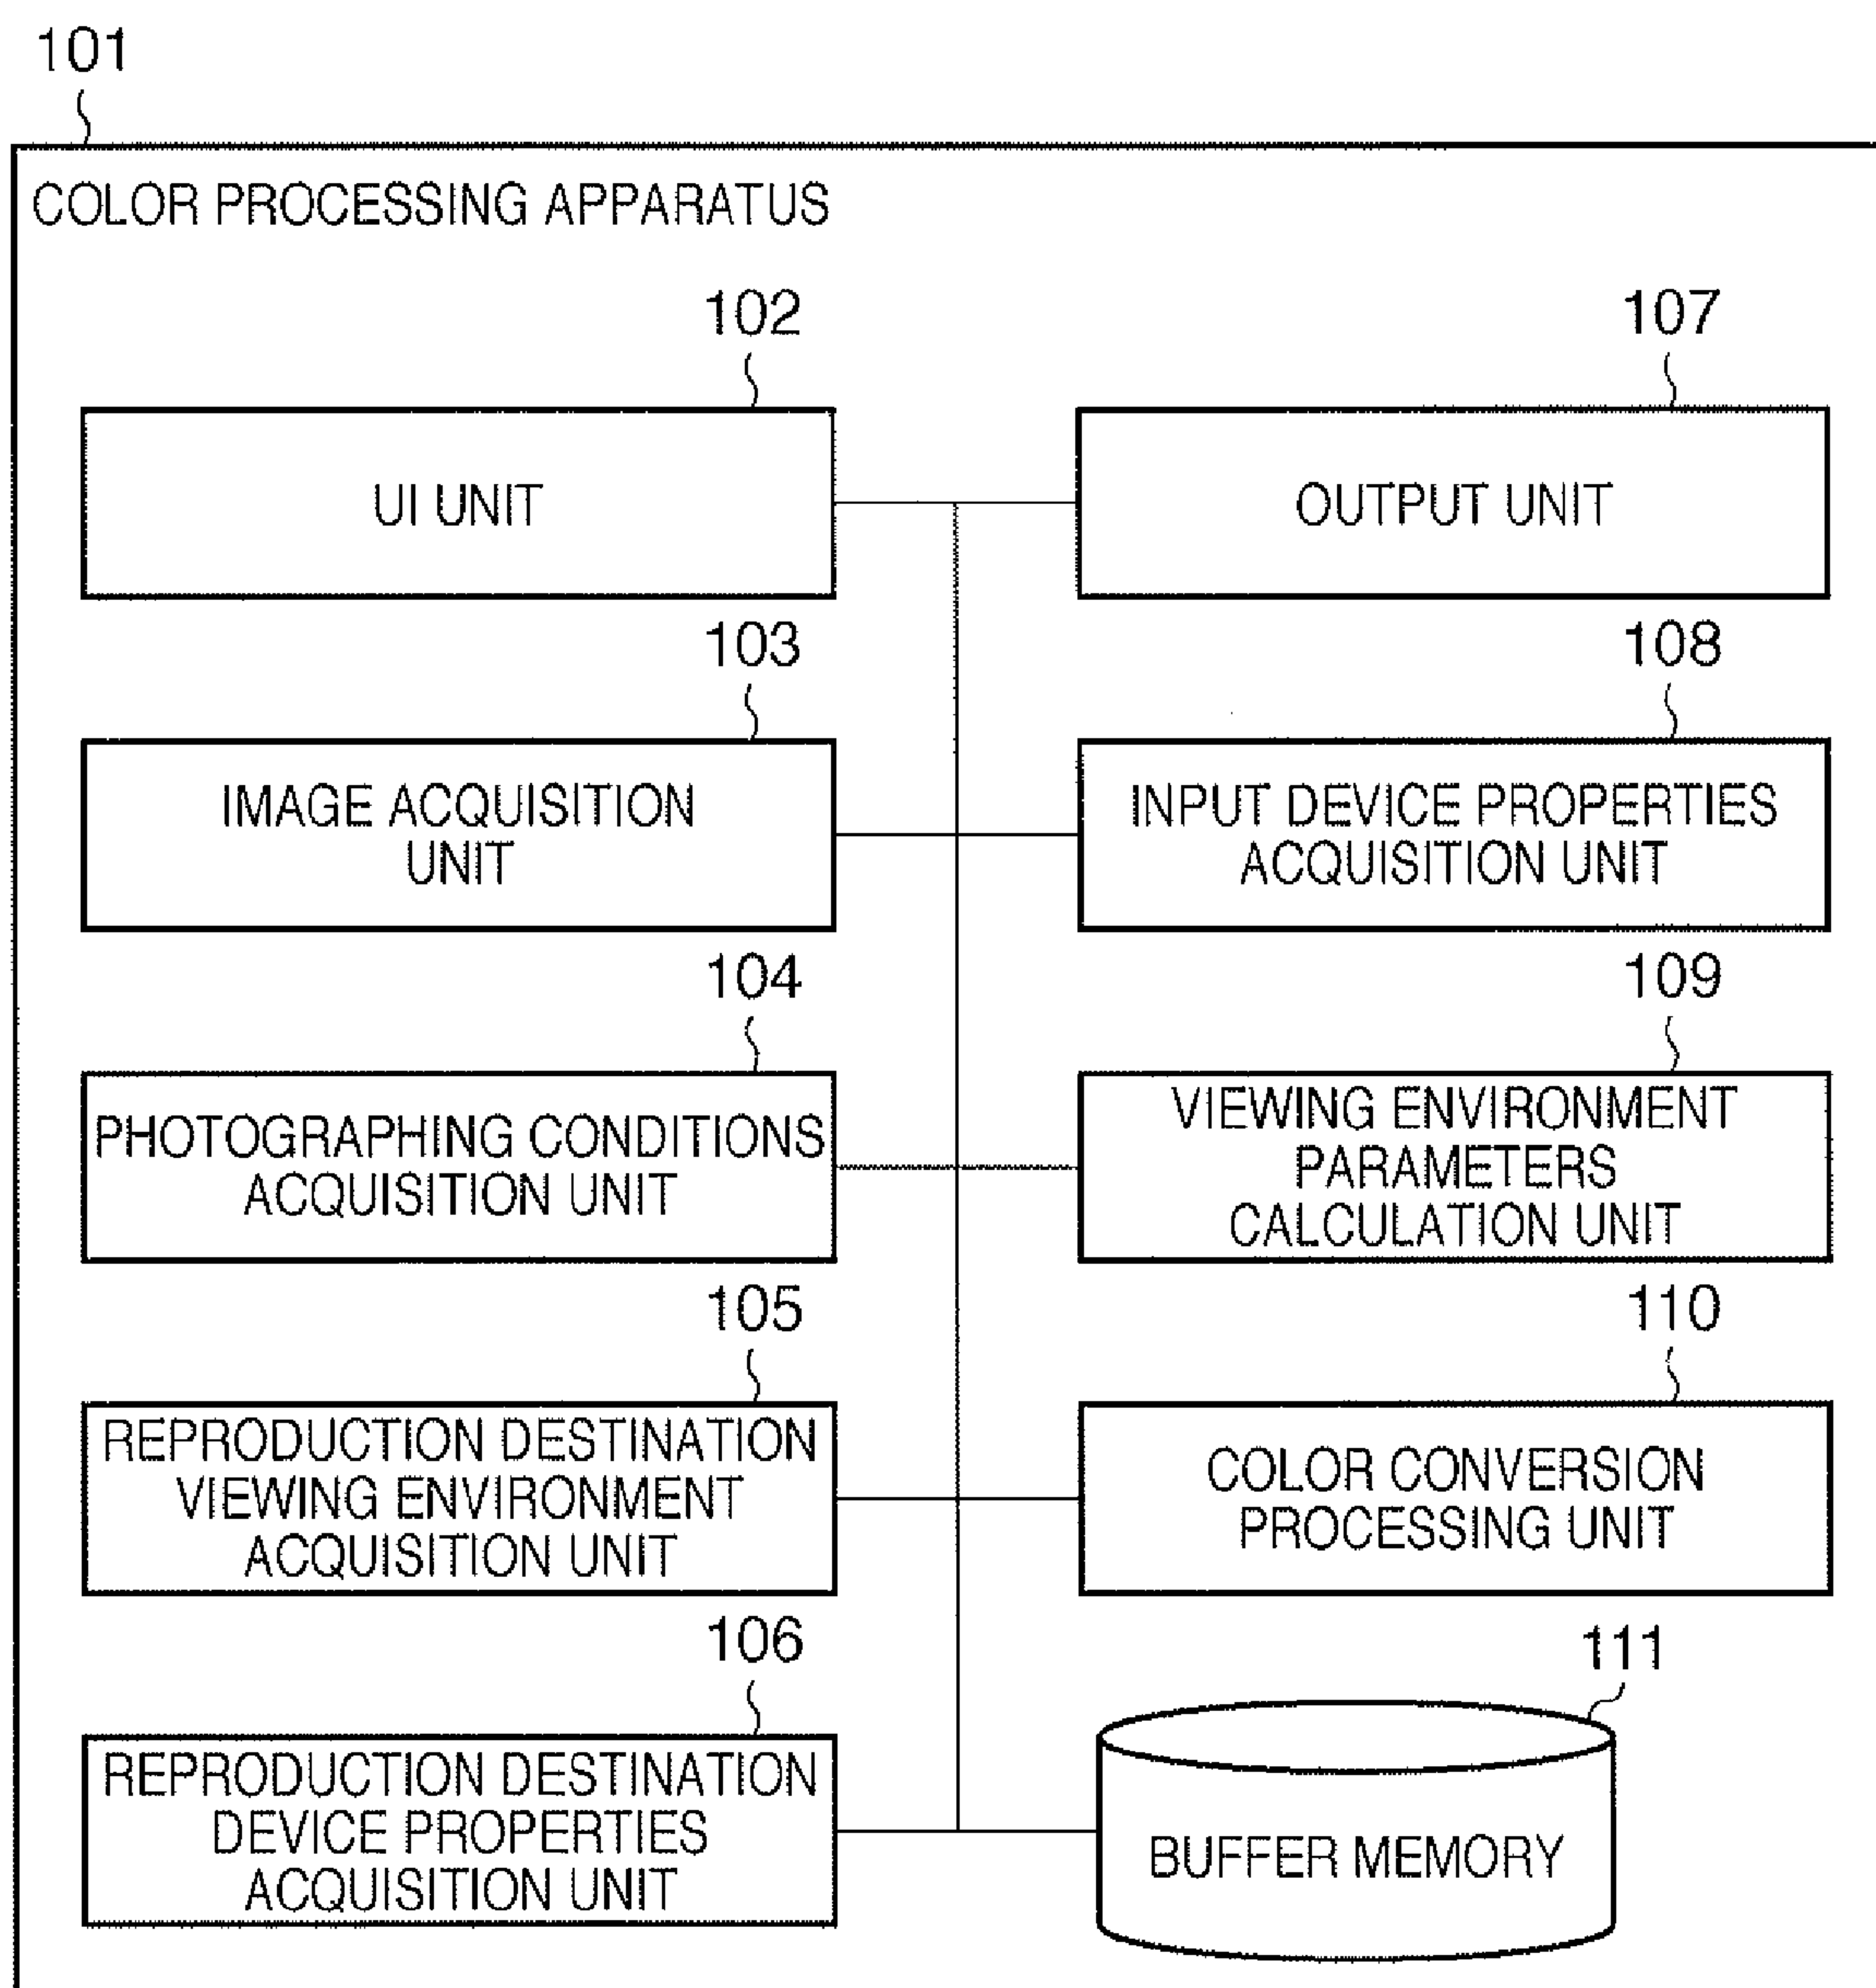 101
COLOR PROCESSING APPARATUS
102
UI UNIT
107
OUTPUT UNIT
103
IMAGE ACQUISITION
UNIT
108
INPUT DEVICE PROPERTIES
ACQUISITION UNIT
104
PHOTOGRAPHING CONDITIONS
ACQUISITION UNIT
109
VIEWING ENVIRONMENT
PARAMETERS
CALCULATION UNIT
105
REPRODUCTION DESTINATION
VIEWING ENVIRONMENT
ACQUISITION UNIT
110
COLOR CONVERSION
PROCESSING UNIT
106
REPRODUCTION DESTINATION
DEVICE PROPERTIES
ACQUISITION UNIT
111
BUFFER MEMORY